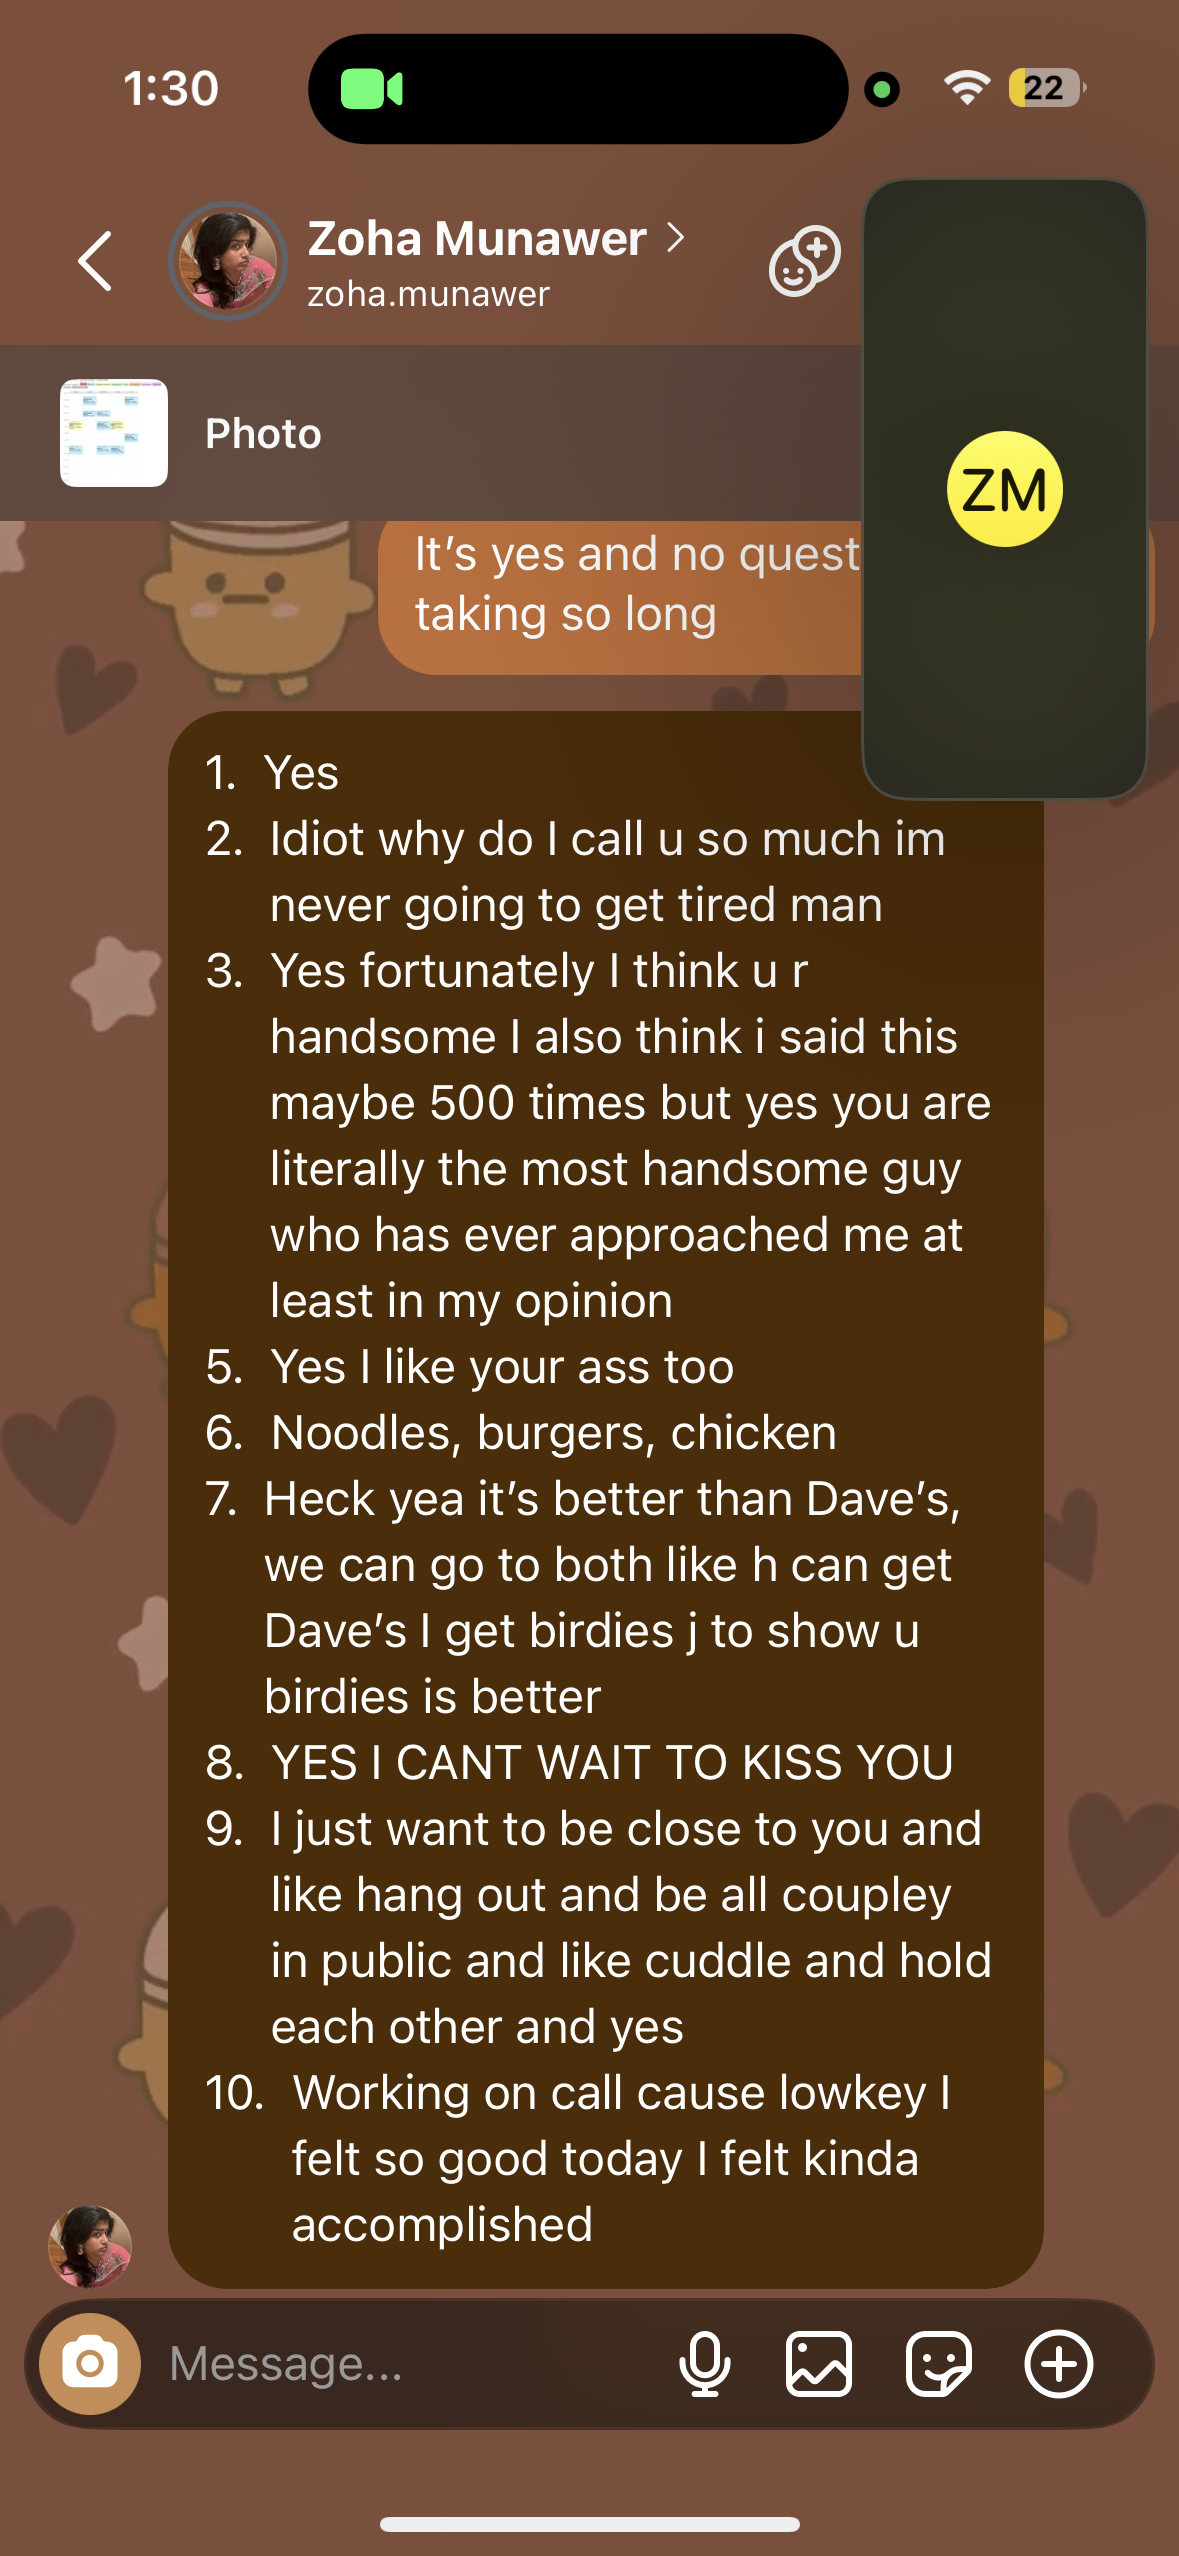 1:30
22
Zoha Munawer
zoha.munawer
Photo
ZM
It’s yes and no quest
taking so long
1. Yes
2. Idiot why do I call u so much im
never going to get tired man
3. Yes fortunately I think u r
handsome I also think i said this
maybe 500 times but yes you are
literally the most handsome guy
who has ever approached me at
least in my opinion
5. Yes I like your ass too
6. Noodles, burgers, chicken
7. Heck yea it’s better than Dave’s,
we can go to both like h can get
Dave’s I get birdies j to show u
birdies is better
8. YES I CANT WAIT TO KISS YOU
9. I just want to be close to you and
like hang out and be all coupley
in public and like cuddle and hold
each other and yes
10. Working on call cause lowkey I
felt so good today I felt kinda
accomplished
Message...